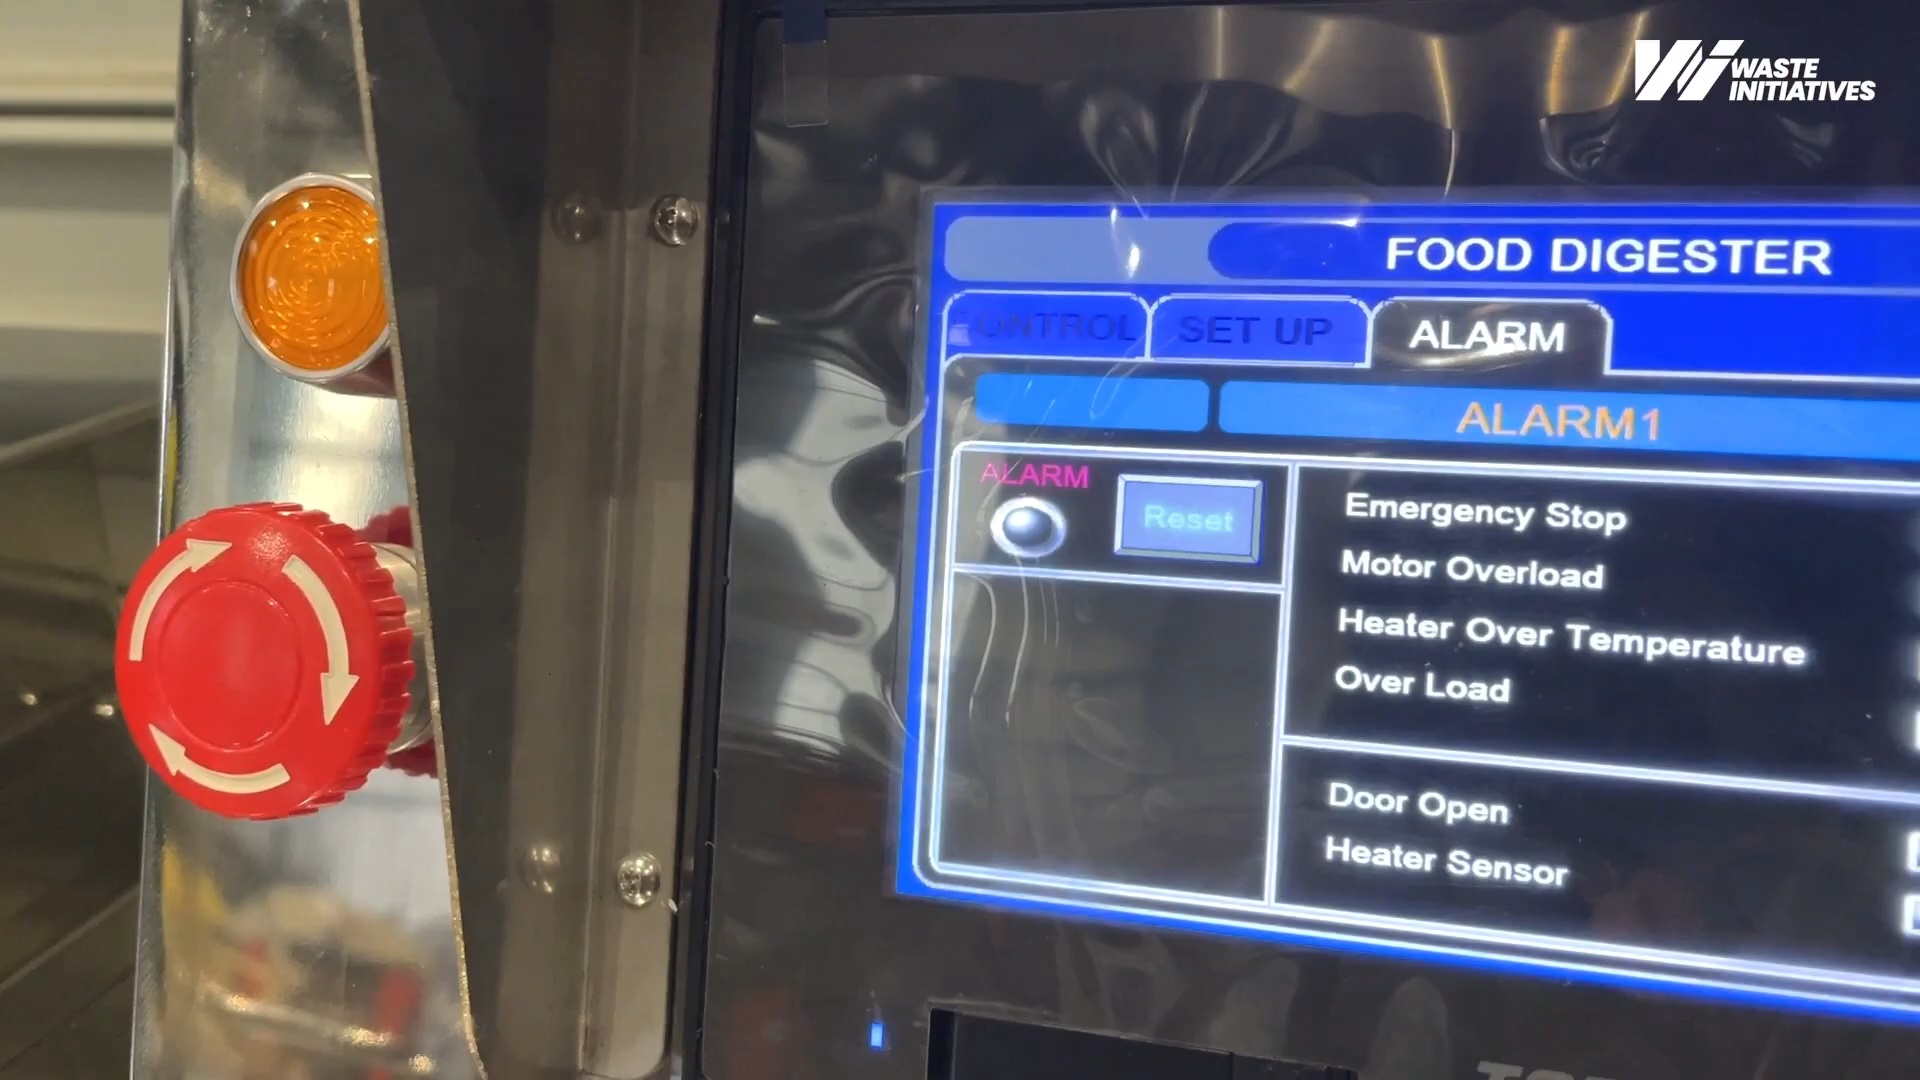 WASTE
INITIATIVES
FOOD DIGESTER
CONTROL
SET UP
ALARM
ALARM1
ALARM
Reset
Emergency Stop
Motor Overload
Heater Over Temperature
Over Load
Door Open
Heater Sensor